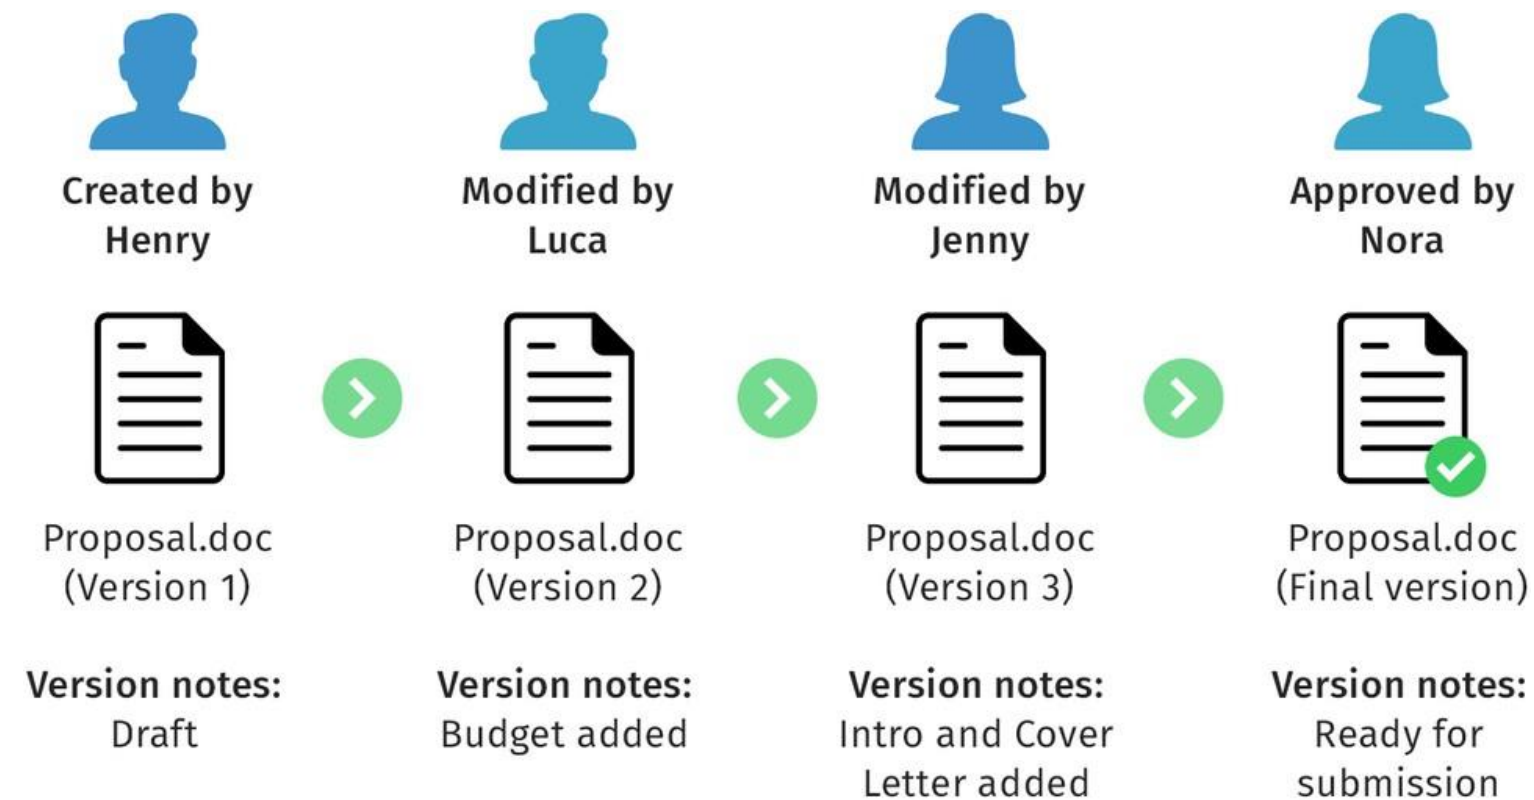 Created by
Henry
Modified by
Luca
Modified by
Jenny
Approved by
Nora
Proposal.doc
(Version 1)
Proposal.doc
(Version 2)
Proposal.doc
(Version 3)
Proposal.doc
(Final version)
Version notes:
Draft
Version notes:
Budget added
Version notes:
Intro and Cover
Letter added
Version notes:
Ready for
submission